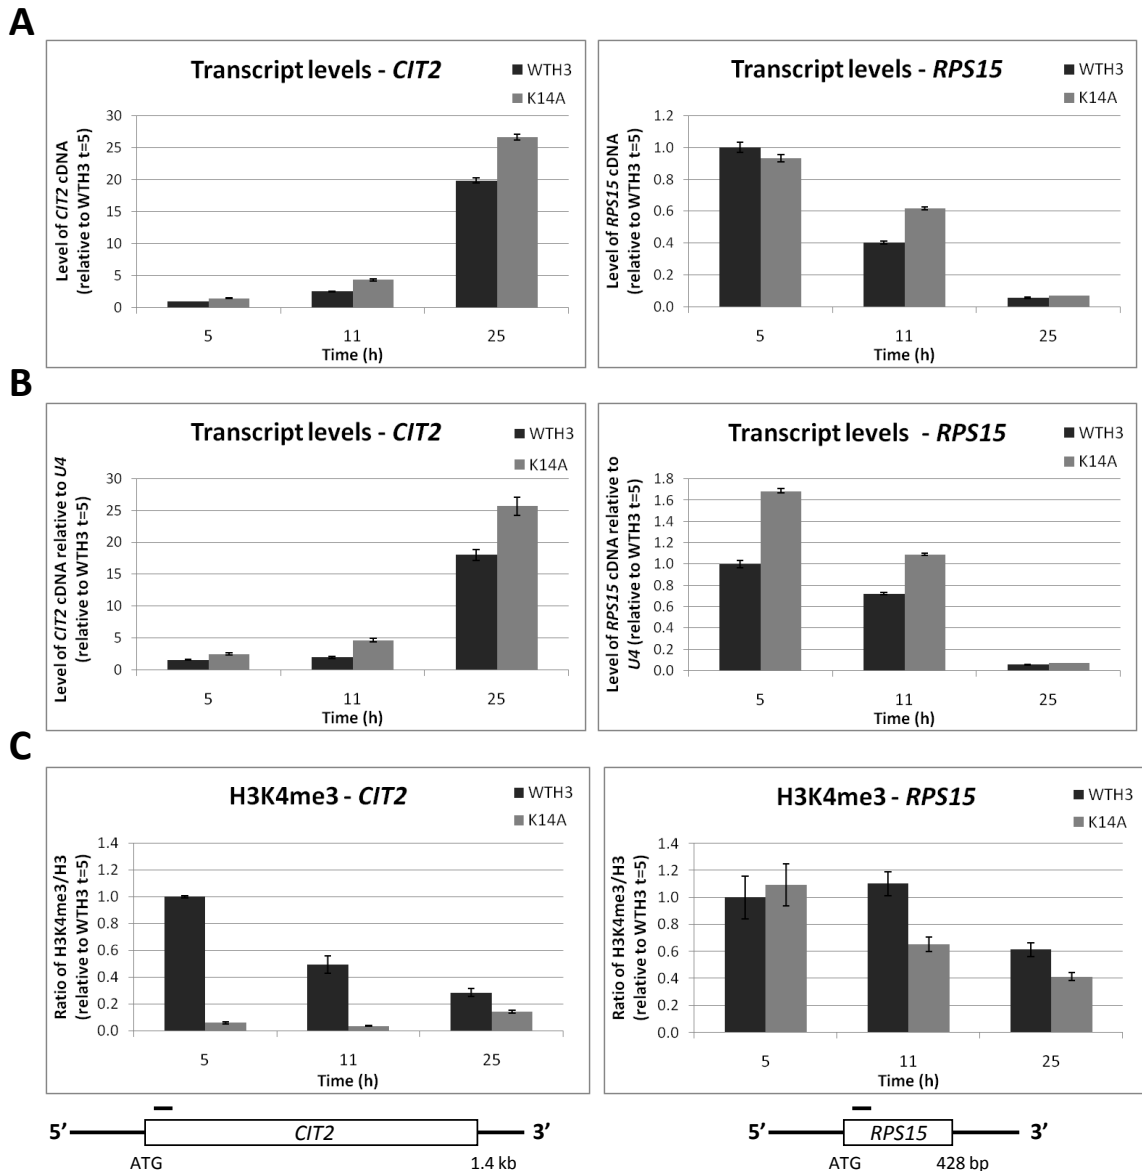 A
Transcript levels - CIT2
WTH3
K14A
Level of CIT2 cDNA
(relative to WTH3 t=5)
30
25
20
15
10
5
0
5 11 25
Time (h)
Transcript levels - RPS15
WTH3
K14A
Level of RPS15 cDNA
(relative to WTH3 t=5)
1.2
1.0
0.8
0.6
0.4
0.2
0.0
5 11 25
Time (h)
B
Transcript levels - CIT2
WTH3
K14A
Level of CIT2 cDNA relative to U4
(relative to WTH3 t=5)
30
25
20
15
10
5
0
5 11 25
Time (h)
Transcript levels - RPS15
WTH3
K14A
Level of RPS15 cDNA relative to
U4 (relative to WTH3 t=5)
1.8
1.6
1.4
1.2
1.0
0.8
0.6
0.4
0.2
0.0
5 11 25
Time (h)
C
H3K4me3 - CIT2
WTH3
K14A
Ratio of H3K4me3/H3
(relative to WTH3 t=5)
1.4
1.2
1.0
0.8
0.6
0.4
0.2
0.0
5 11 25
Time (h)
H3K4me3 - RPS15
WTH3
K14A
Ratio of H3K4me3/H3
(relative to WTH3 t=5)
1.4
1.2
1.0
0.8
0.6
0.4
0.2
0.0
5 11 25
Time (h)
5’ CIT2 3’
ATG 1.4 kb
5’ RPS15 3’
ATG 428 bp